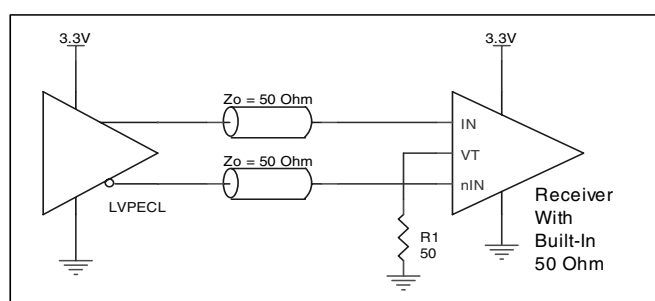 3.3V
3.3V
Zo = 50 Ohm
IN
VT
Zo = 50 Ohm
nIN
LVPECL
R1
50
Receiver
With
Built-In
50 Ohm